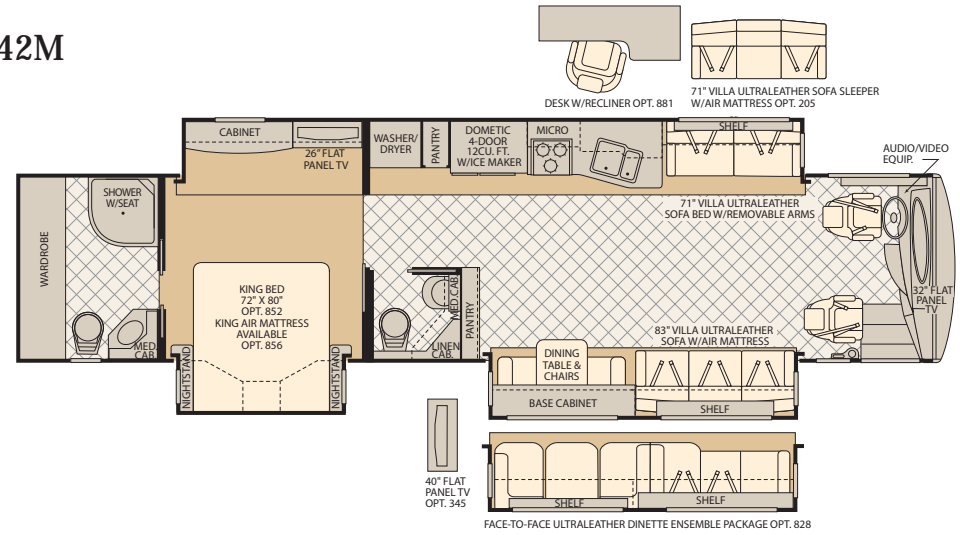 42M
DESK W/RECLINER OPT. 881
71" VILLA ULTRALEATHER SOFA SLEEPER
W/AIR MATTRESS OPT. 205
CABINET
26" FLAT
PANEL TV
WASHER/
DRYER
PANTRY
DOMETIC
4-DOOR
12CU. FT.
W/ICE MAKER
MICRO
SHELF
AUDIO/VIDEO
EQUIP.
71" VILLA ULTRALEATHER
SOFA BED W/REMOVABLE ARMS
WARDROBE
SHOWER
W/SEAT
MED.
CAB.
KING BED
72" X 80"
OPT. 852
KING AIR MATTRESS
AVAILABLE
OPT. 856
NIGHTSTAND
NIGHTSTAND
MED. CAB.
LINEN
CAB.
PANTRY
32" FLAT
PANEL
TV
83" VILLA ULTRALEATHER
SOFA W/AIR MATTRESS
DINING
TABLE &
CHAIRS
BASE CABINET
SHELF
40" FLAT
PANEL TV
OPT. 345
SHELF
SHELF
FACE-TO-FACE ULTRALEATHER DINETTE ENSEMBLE PACKAGE OPT. 828